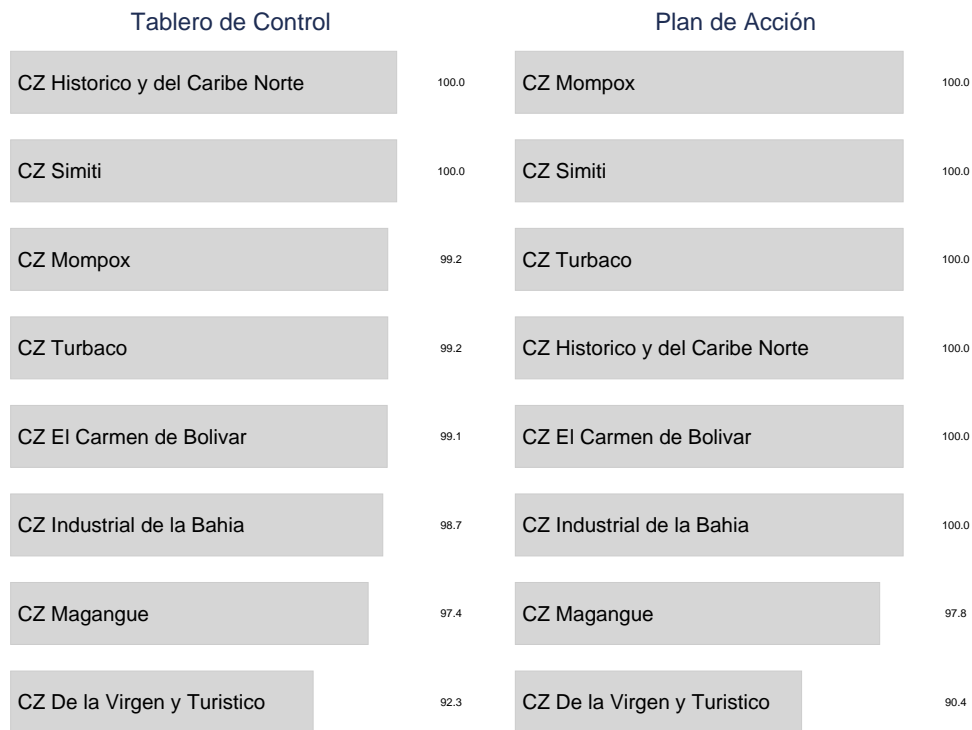 Tablero de Control
CZ Historico y del Caribe Norte 100.0
CZ Simiti 100.0
CZ Mompox 99.2
CZ Turbaco 99.2
CZ El Carmen de Bolivar 99.1
CZ Industrial de la Bahia 98.7
CZ Magangue 97.4
CZ De la Virgen y Turistico 92.3
Plan de Acción
CZ Mompox 100.0
CZ Simiti 100.0
CZ Turbaco 100.0
CZ Historico y del Caribe Norte 100.0
CZ El Carmen de Bolivar 100.0
CZ Industrial de la Bahia 100.0
CZ Magangue 97.8
CZ De la Virgen y Turistico 90.4